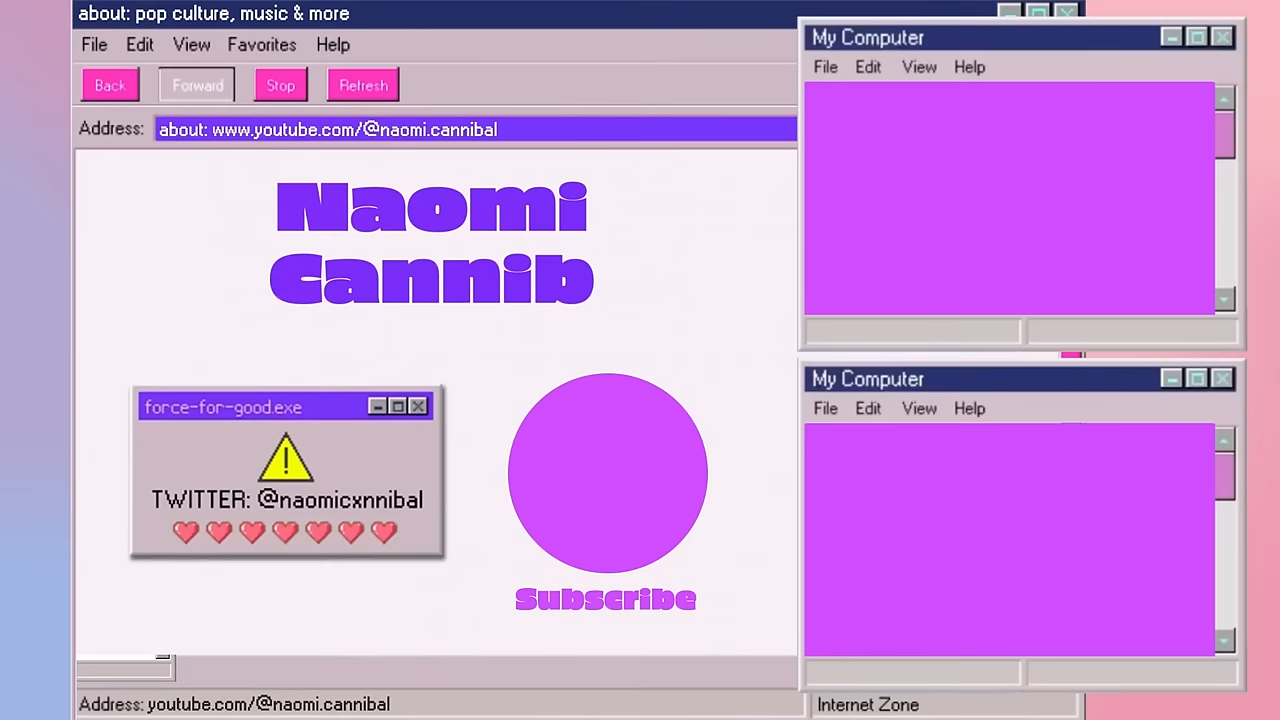 about: pop culture, music & more
File Edit View Favorites Help
Back Forward Stop Refresh
Address: about: www.youtube.com/@naomi.cannibal
Naomi
Cannib
force-for-good.exe
!
TWITTER: @naomicxnnibal
Subscribe
Address: youtube.com/@naomi.cannibal
Internet Zone
My Computer
File Edit View Help
My Computer
File Edit View Help